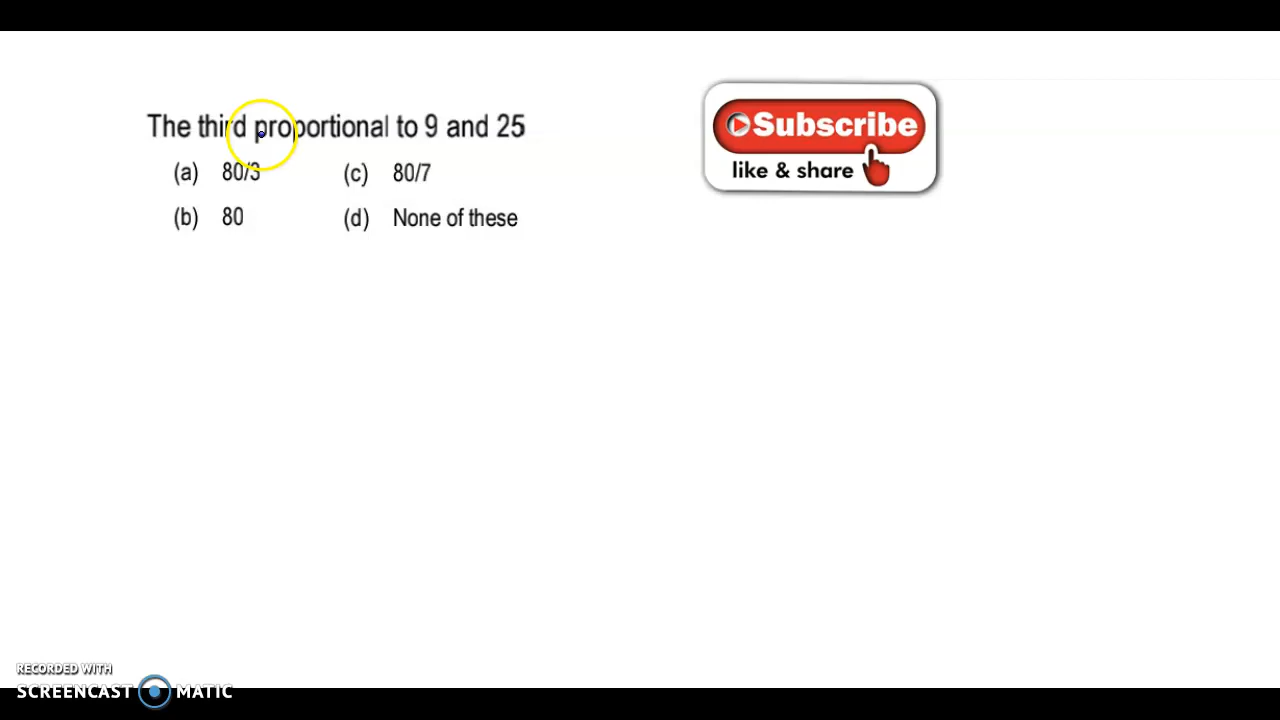 The third proportional to 9 and 25
(a) 80/3 (c) 80/7
(b) 80 (d) None of these
Subscribe
like & share
RECORDED WITH
SCREENCAST MATIC